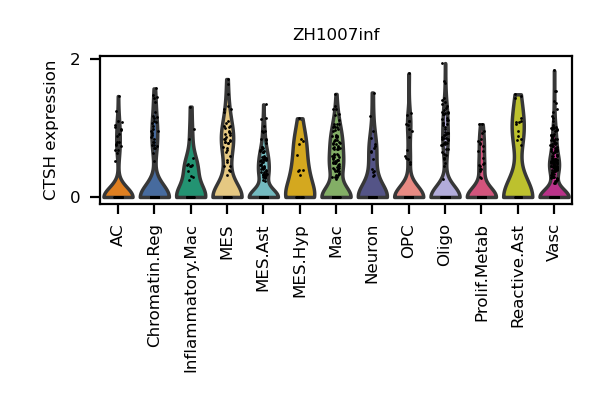 ZH1007inf
CTSH expression
2
0
AC
Chromatin.Reg
Inflammatory.Mac
MES
MES.Ast
MES.Hyp
Mac
Neuron
OPC
Oligo
Prolif.Metab
Reactive.Ast
Vasc